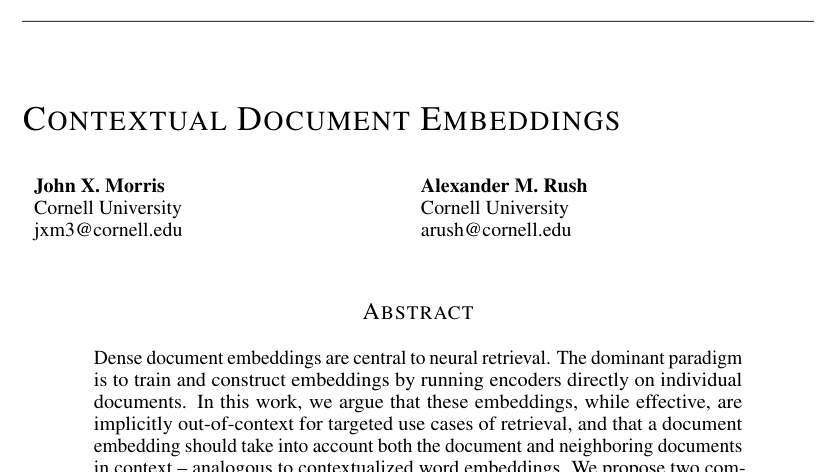 CONTEXTUAL DOCUMENT EMBEDDINGS
John X. Morris
Cornell University
jxm3@cornell.edu
Alexander M. Rush
Cornell University
arush@cornell.edu
ABSTRACT
Dense document embeddings are central to neural retrieval. The dominant paradigm
is to train and construct embeddings by running encoders directly on individual
documents. In this work, we argue that these embeddings, while effective, are
implicitly out-of-context for targeted use cases of retrieval, and that a document
embedding should take into account both the document and neighboring documents
in context – analogous to contextualized word embeddings. We propose two com-